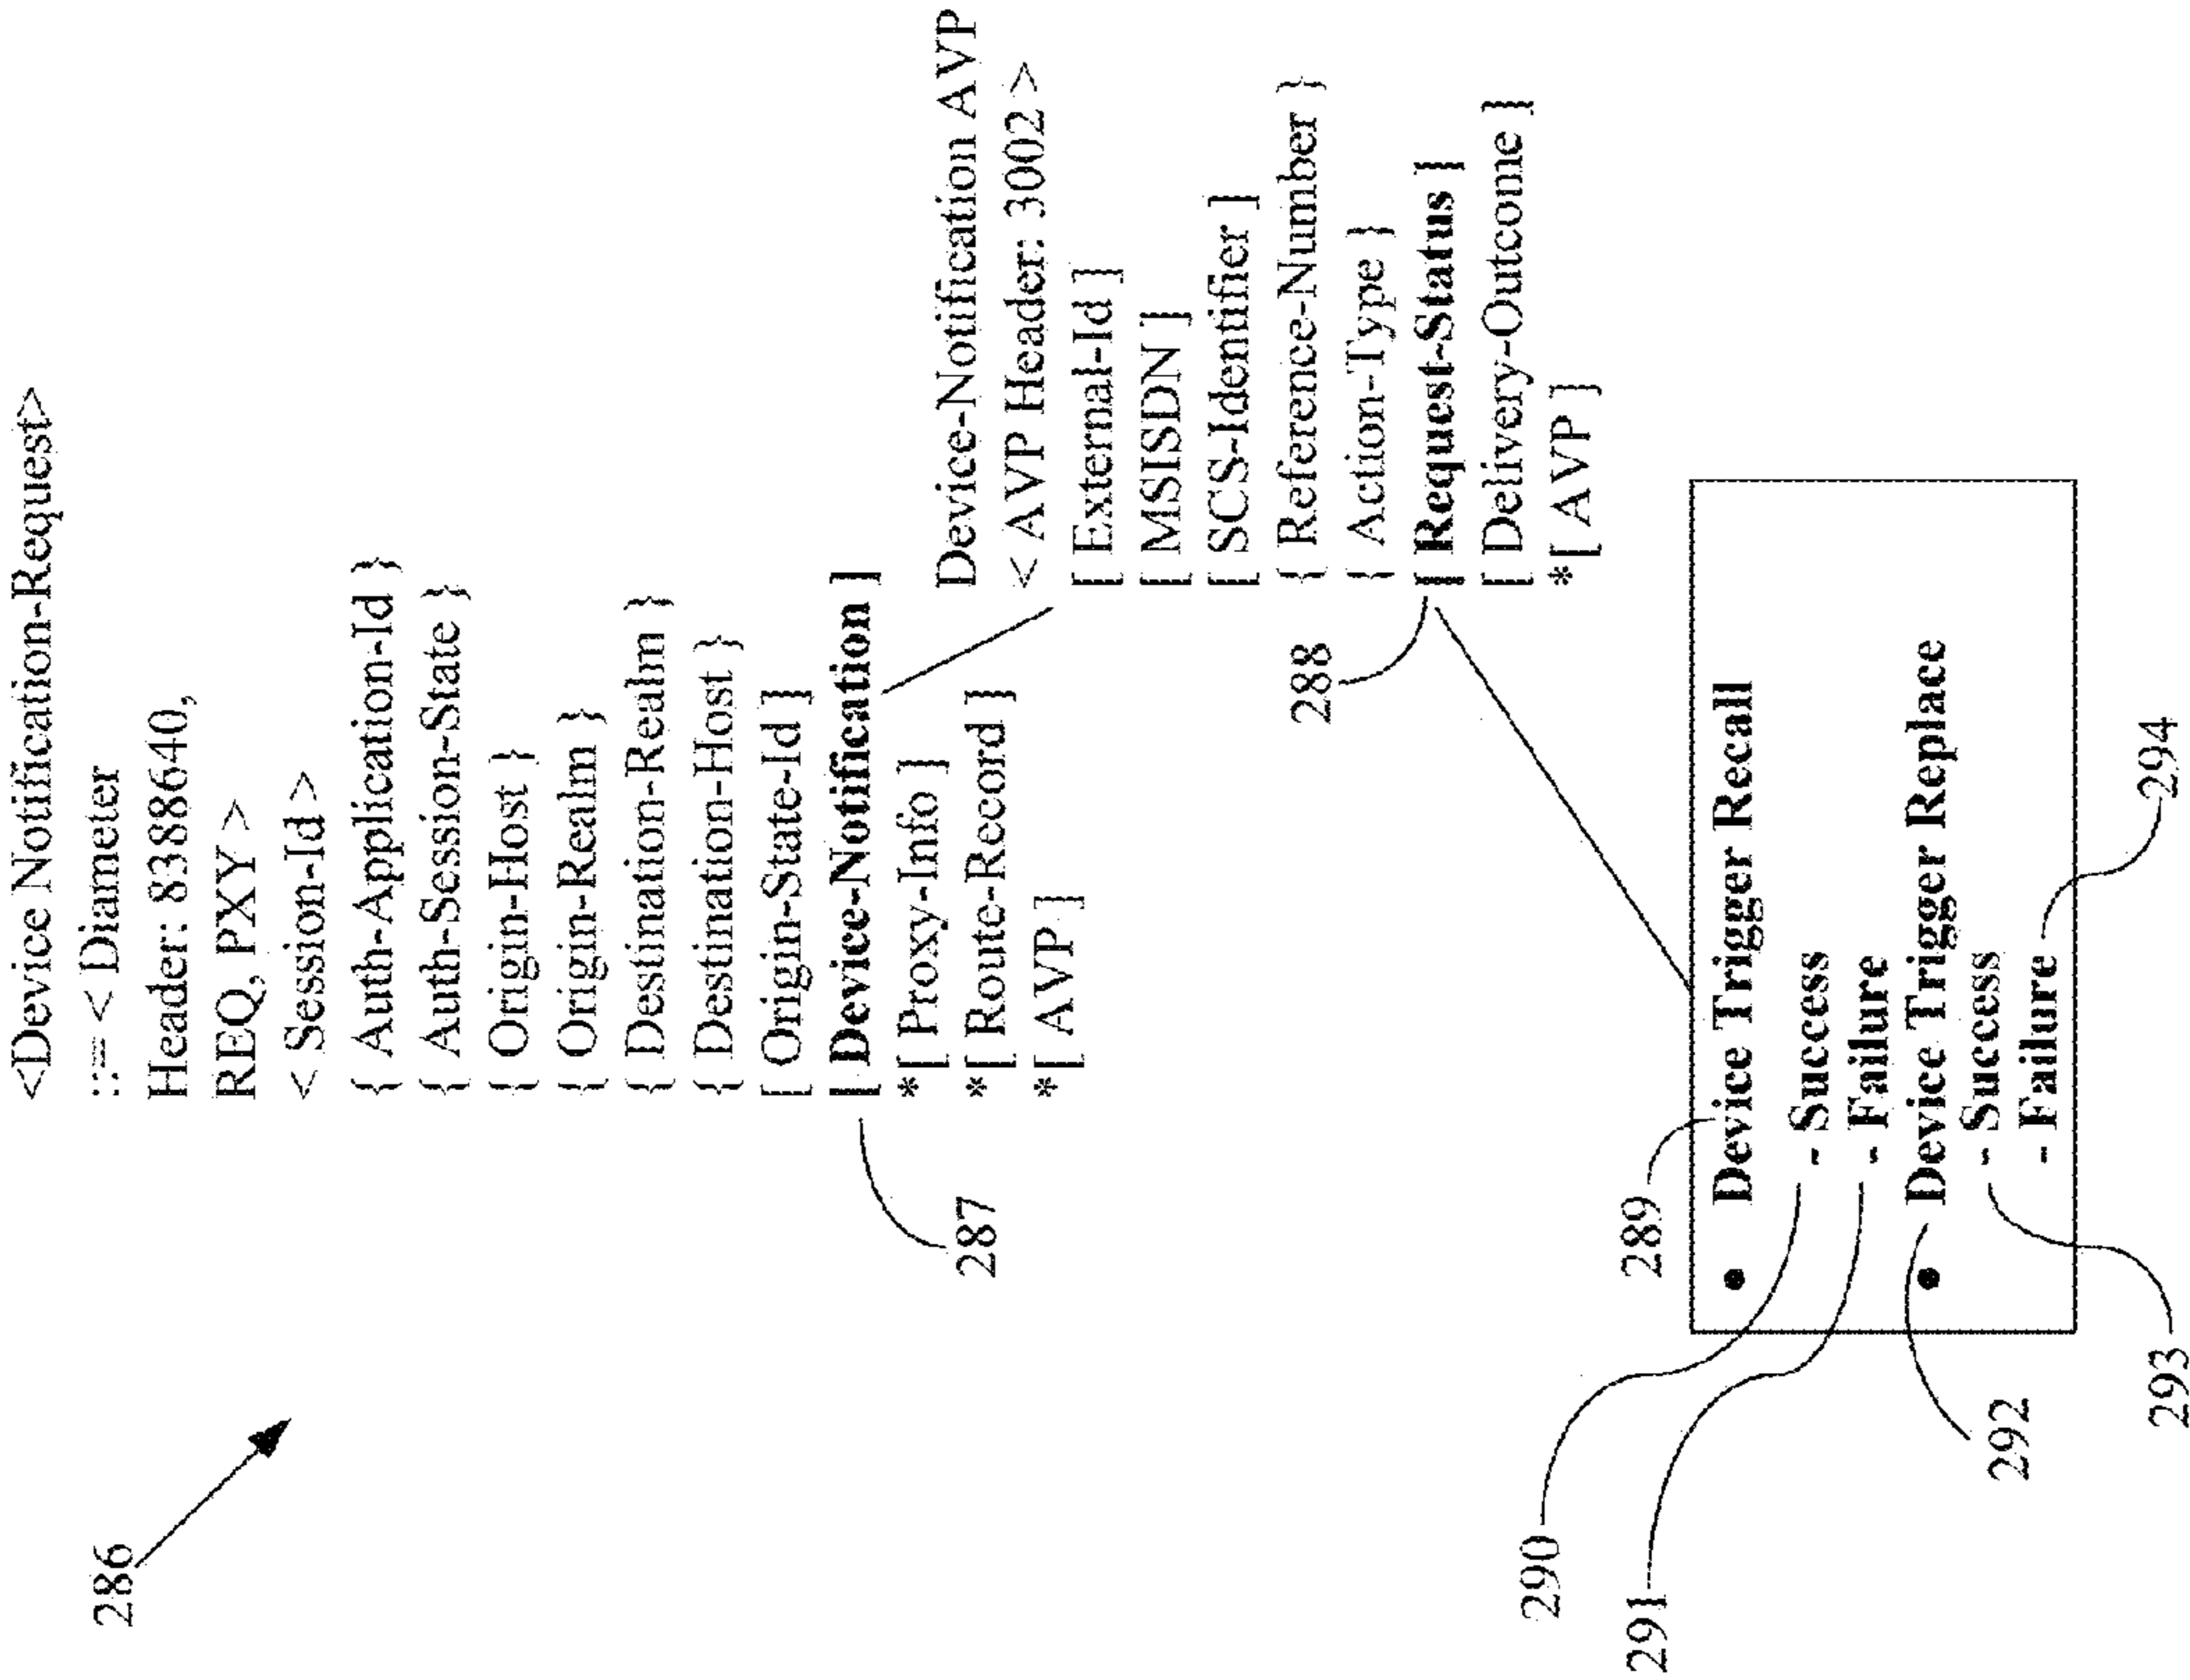 286
<Device Notification-Request>
::= < Diameter
Header: 8388640,
REQ, PXY >
< Session-Id >
{ Auth-Application-Id }
{ Auth-Session-State }
{ Origin-Host }
{ Origin-Realm }
{ Destination-Realm }
{ Destination-Host }
[ Origin-State-Id ]
[ Device-Notification ]
*[ Proxy-Info ]
*[ Route-Record ]
*[ AVP ]
287
Device-Notification AVP
< AVP Header: 3002 >
[ External-Id ]
[ MSISDN ]
[ SCS-Identifier ]
{ Reference-Number }
{ Action-Type }
[ Request-Status ]
[ Delivery-Outcome ]
*[ AVP ]
288
289
• Device Trigger Recall
- Success
- Failure
• Device Trigger Replace
- Success
- Failure
290
291
292
293
294